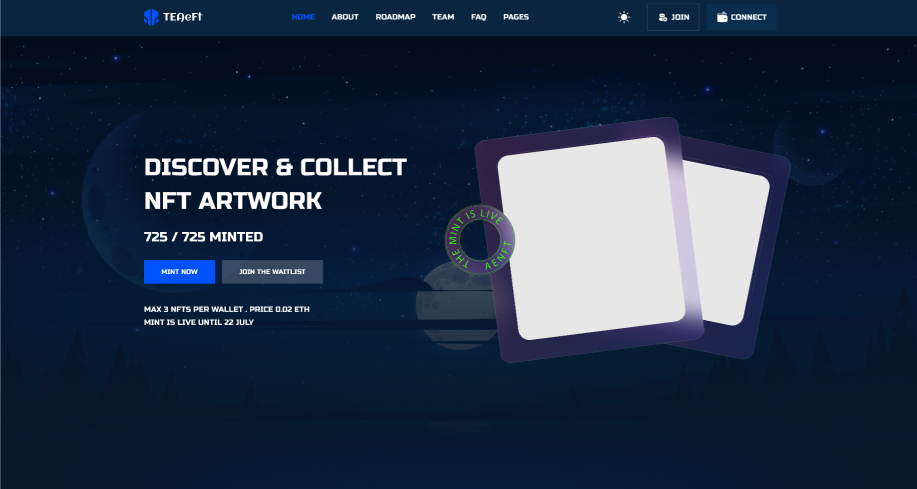 TEAeFi
HOME ABOUT ROADMAP TEAM FAQ PAGES
JOIN
CONNECT
DISCOVER & COLLECT
NFT ARTWORK
725 / 725 MINTED
MINT NOW
JOIN THE WAITLIST
MAX 3 NFTS PER WALLET . PRICE 0.02 ETH
MINT IS LIVE UNTIL 22 JULY
THE MINT IS LIVE
AENFT